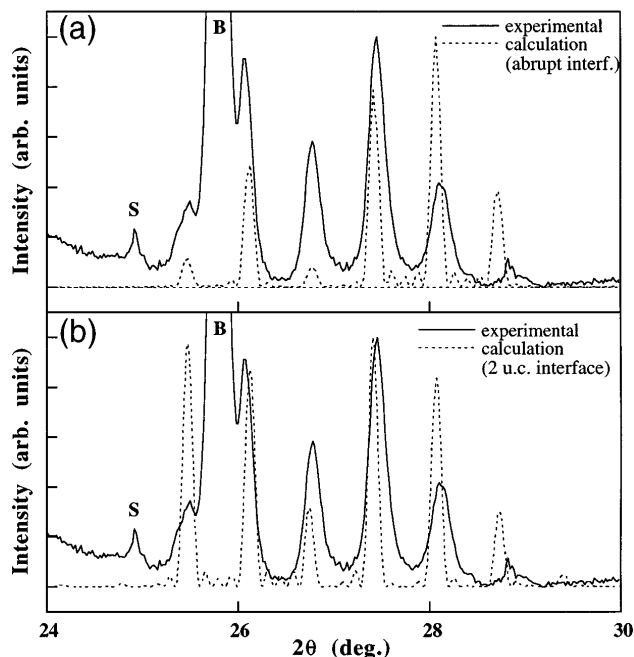 (a)
B
experimental
calculation
(abrupt interf.)
S
Intensity (arb. units)
(b)
B
experimental
calculation
(2 u.c. interface)
S
Intensity (arb. units)
24 26 28 30
2θ (deg.)